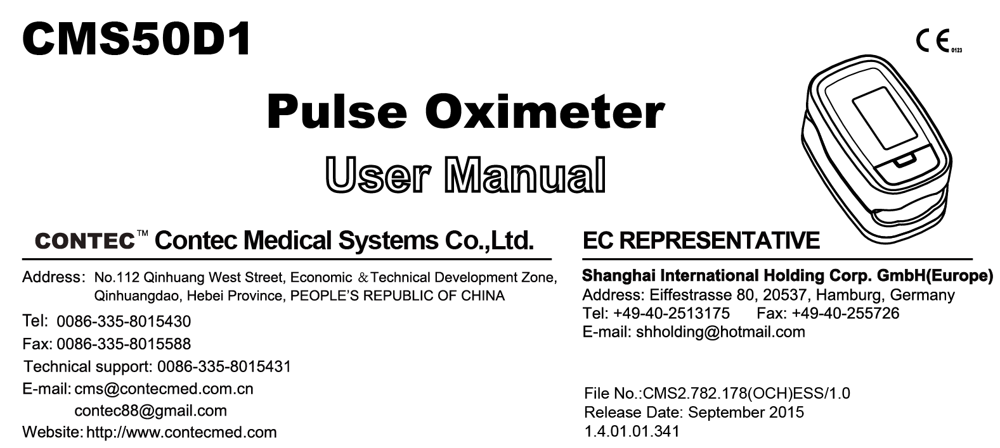 CMS50D1
CE 0123
Pulse Oximeter
User Manual
CONTEC™ Contec Medical Systems Co.,Ltd.
Address: No.112 Qinhuang West Street, Economic & Technical Development Zone,
Qinhuangdao, Hebei Province, PEOPLE'S REPUBLIC OF CHINA
Tel: 0086-335-8015430
Fax: 0086-335-8015588
Technical support: 0086-335-8015431
E-mail: cms@contecmed.com.cn
contec88@gmail.com
Website: http://www.contecmed.com
EC REPRESENTATIVE
Shanghai International Holding Corp. GmbH(Europe)
Address: Eiffestrasse 80, 20537, Hamburg, Germany
Tel: +49-40-2513175 Fax: +49-40-255726
E-mail: shholding@hotmail.com
File No.:CMS2.782.178(OCH)ESS/1.0
Release Date: September 2015
1.4.01.01.341